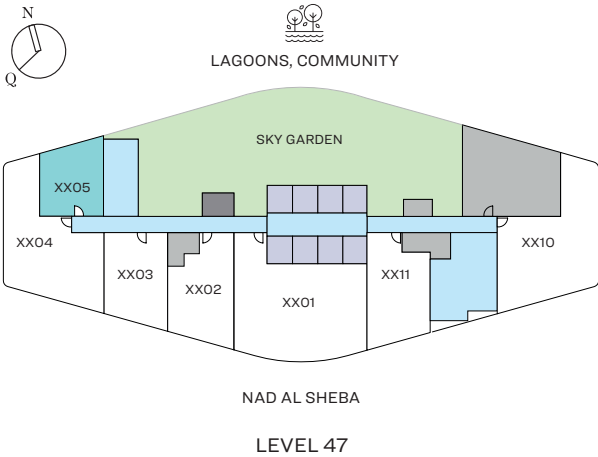 N
Q
LAGOONS, COMMUNITY
SKY GARDEN
XX05
XX04
XX10
XX03
XX02
XX01
XX11
NAD AL SHEBA
LEVEL 47